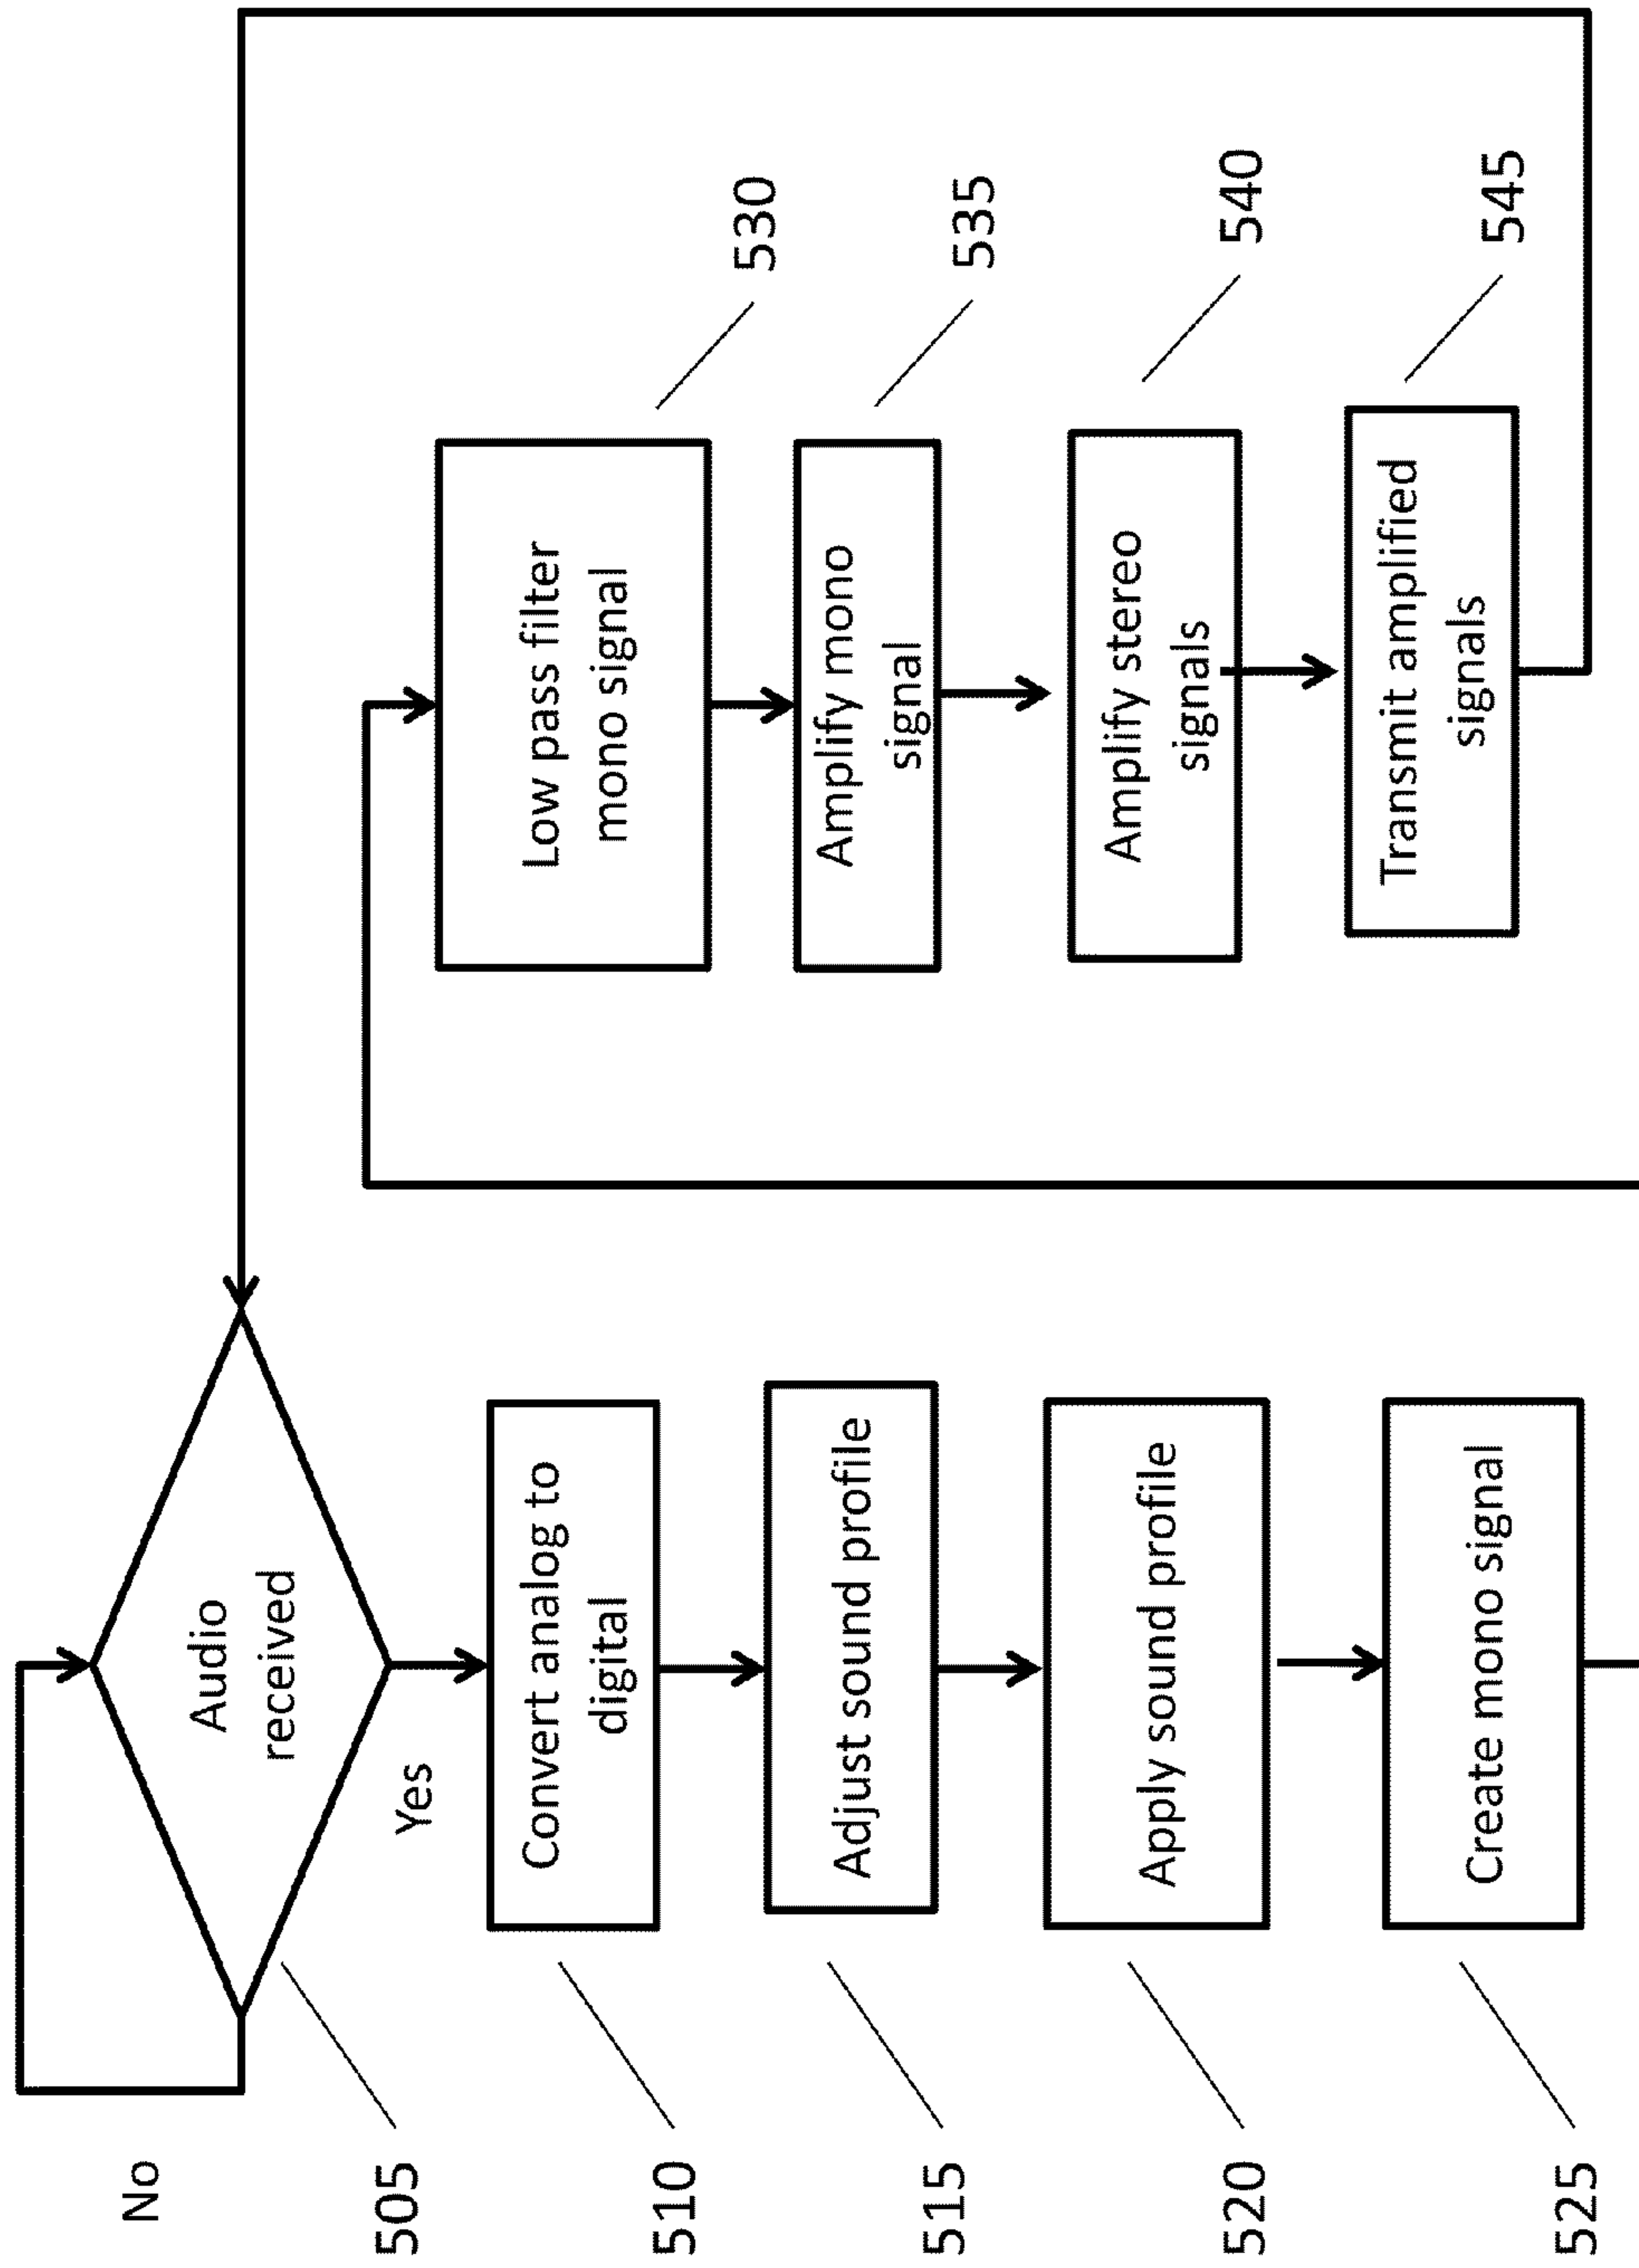 No
Audio
received
505
Yes
Convert analog to
digital
510
Adjust sound profile
515
Apply sound profile
520
Create mono signal
525
Low pass filter
mono signal
530
Amplify mono
signal
535
Amplify stereo
signals
540
Transmit amplified
signals
545